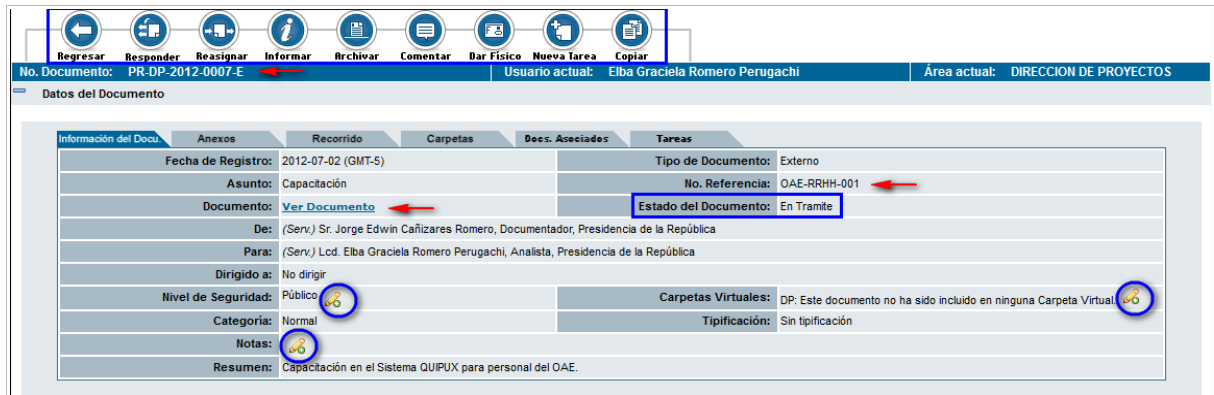 Regresar Responder Reasignar Informar Archivar Comentar Dar Físico Nueva Tarea Copiar
No. Documento: PR-DP-2012-0007-E Usuario actual: Elba Graciela Romero Perugachi Área actual: DIRECCION DE PROYECTOS
Datos del Documento
Información del Docu. Anexos Recorrido Carpetas Docs. Asociados Tareas
Fecha de Registro: 2012-07-02 (GMT-5) Tipo de Documento: Externo
Asunto: Capacitación No. Referencia: OAE-RRHH-001
Documento: Ver Documento Estado del Documento: En Tramite
De: (Serv.) Sr. Jorge Edwin Cañizares Romero, Documentador, Presidencia de la República
Para: (Serv.) Lcd. Elba Graciela Romero Perugachi, Analista, Presidencia de la República
Dirigido a: No dirigir
Nivel de Seguridad: Público Carpetas Virtuales: DP: Este documento no ha sido incluido en ninguna Carpeta Virtual.
Categoría: Normal Tipificación: Sin tipificación
Notas:
Resumen: Capacitación en el Sistema QUIPUX para personal del OAE.